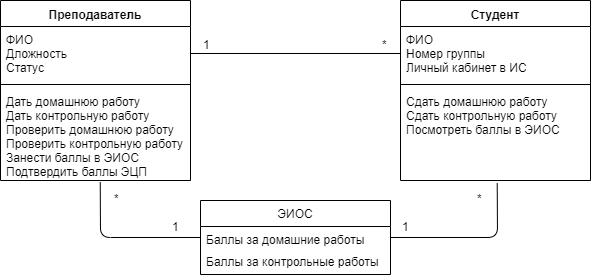 Преподаватель
ФИО
Дложность
Статус
Дать домашнюю работу
Дать контрольную работу
Проверить домашнюю работу
Проверить контрольную работу
Занести баллы в ЭИОС
Подтвердить баллы ЭЦП
1
*
Студент
ФИО
Номер группы
Личный кабинет в ИС
Сдать домашнюю работу
Сдать контрольную работу
Посмотреть баллы в ЭИОС
*
1
ЭИОС
Баллы за домашние работы
Баллы за контрольные работы
1
*